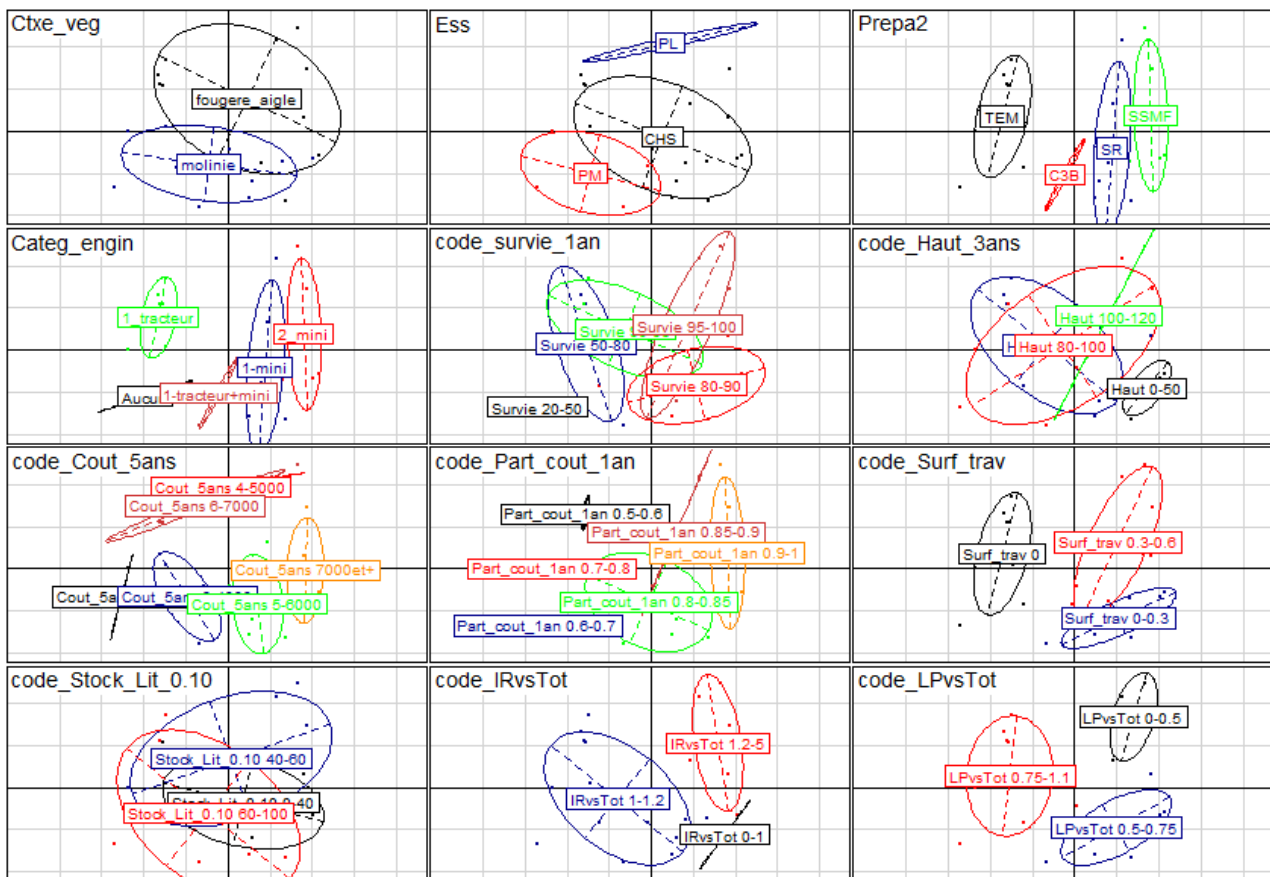 Ctxe_veg
fougere_aigle
molinie
Ess
PL
CHS
PM
Prepa2
TEM
SSMF
SR
C3B
Categ_engin
1_tracteur
2_mini
1-mini
1-tracteur+mini
code_survie_1an
Survie 95-100
Survie
Survie 50-80
Survie 80-90
Survie 20-50
code_Haut_3ans
Haut 100-120
Haut 80-100
Haut 0-50
code_Cout_5ans
Cout_5ans 4-5000
Cout_5ans 6-7000
Cout_5ans 7000et+
Cout_5ans 5-6000
code_Part_cout_1an
Part_cout_1an 0.5-0.6
Part_cout_1an 0.85-0.9
Part_cout_1an 0.9-1
Part_cout_1an 0.7-0.8
Part_cout_1an 0.8-0.85
Part_cout_1an 0.6-0.7
code_Surf_trav
Surf_trav 0.3-0.6
Surf_trav 0
Surf_trav 0-0.3
code_Stock_Lit_0.10
Stock_Lit_0.10 40-60
Stock_Lit_0.10 60-100
code_IRvsTot
IRvsTot 1.2-5
IRvsTot 1-1.2
IRvsTot 0-1
code_LPvsTot
LPvsTot 0-0.5
LPvsTot 0.75-1.1
LPvsTot 0.5-0.75